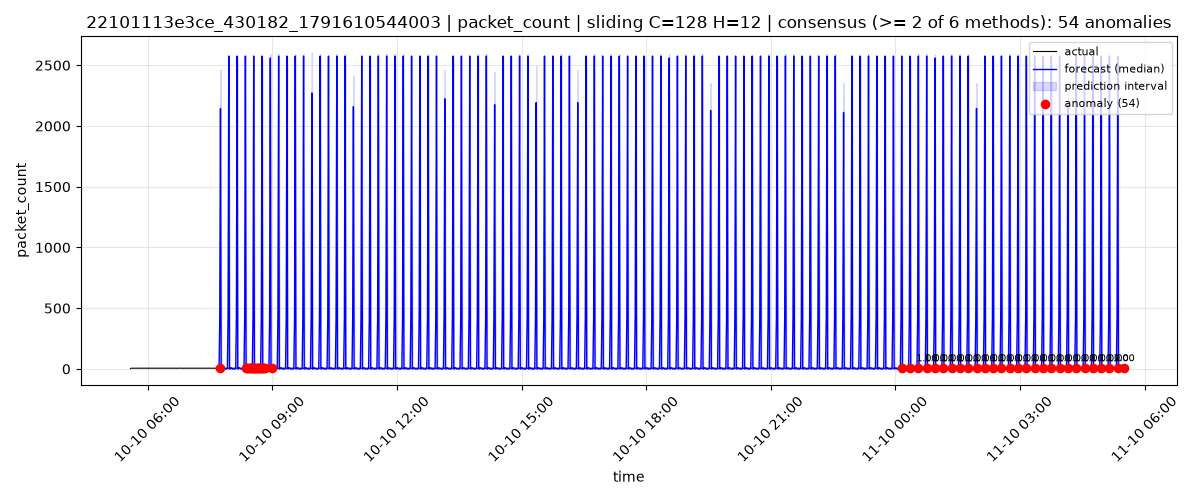 22101113e3ce_430182_1791610544003 | packet_count | sliding C=128 H=12 | consensus (>= 2 of 6 methods): 54 anomalies
packet_count
2500
2000
1500
1000
500
0
actual
forecast (median)
prediction interval
anomaly (54)
10-10 06:00
10-10 09:00
10-10 12:00
10-10 15:00
10-10 18:00
10-10 21:00
11-10 00:00
11-10 03:00
11-10 06:00
time